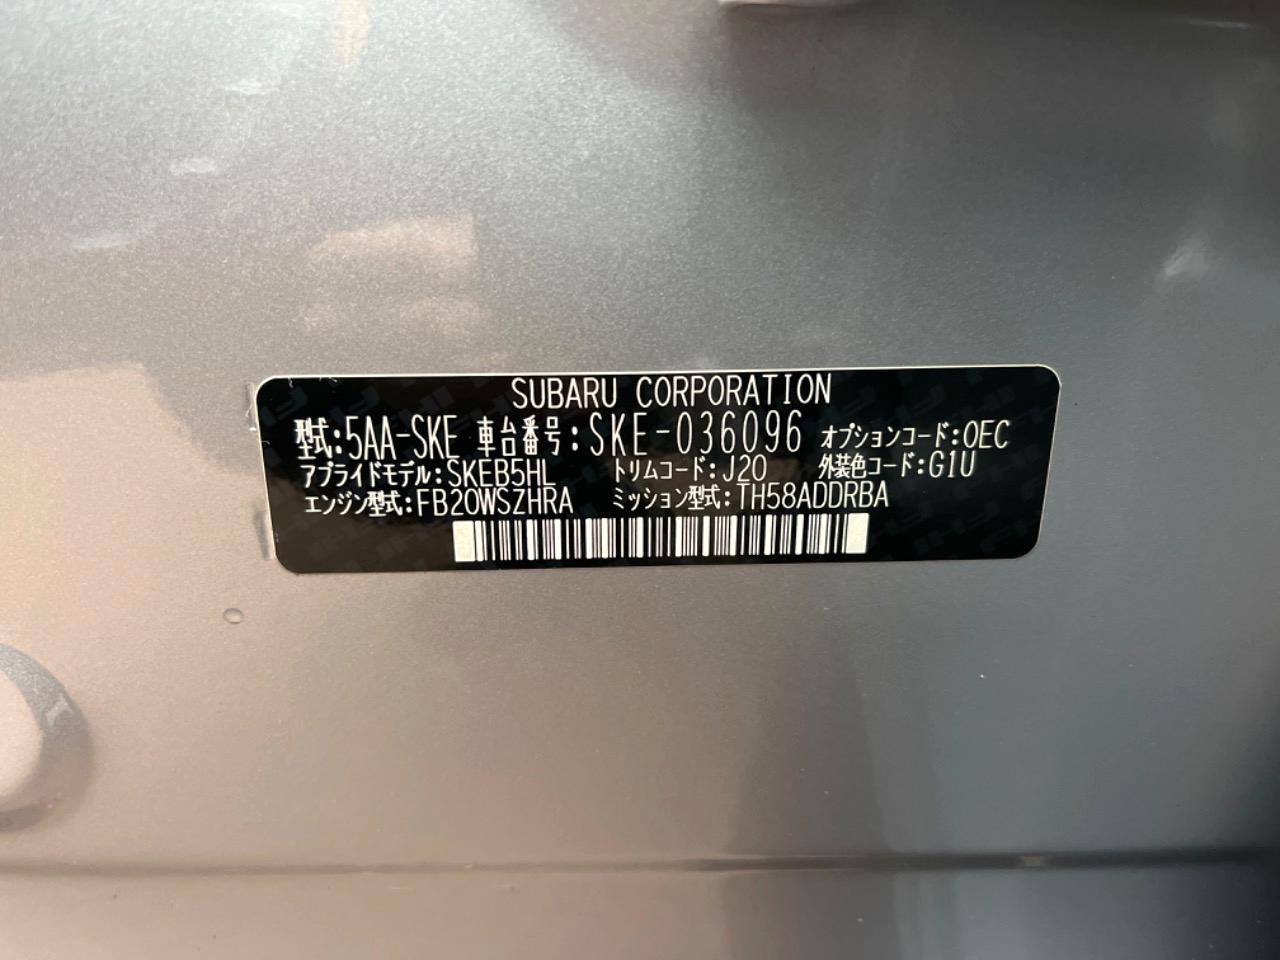 SUBARU CORPORATION
型式:5AA-SKE 車台番号:SKE-036096 オプションコード:OEC
アプライドモデル:SKEB5HL トリムコード:J20 外装色コード:G1U
エンジン型式:FB20WSZHRA ミッション型式:TH58ADDRBA